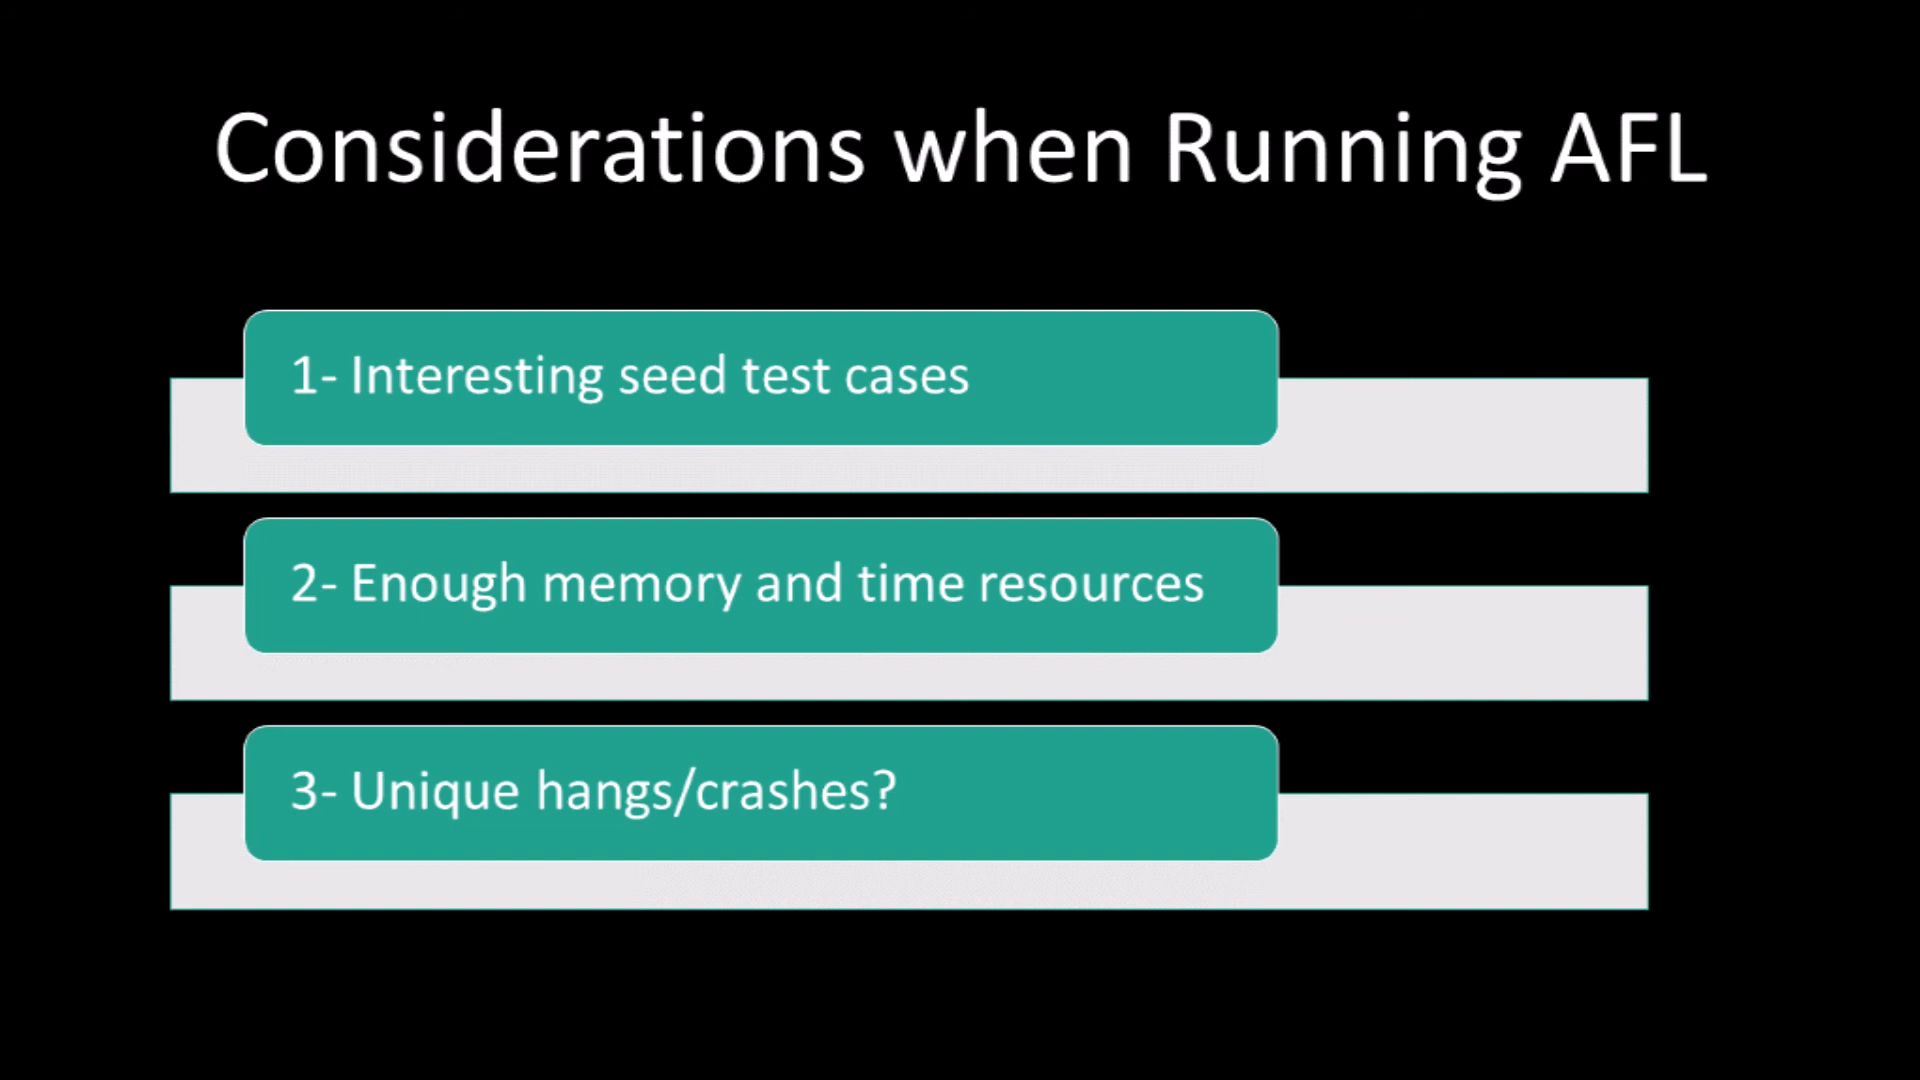 Considerations when Running AFL
1- Interesting seed test cases
2- Enough memory and time resources
3- Unique hangs/crashes?